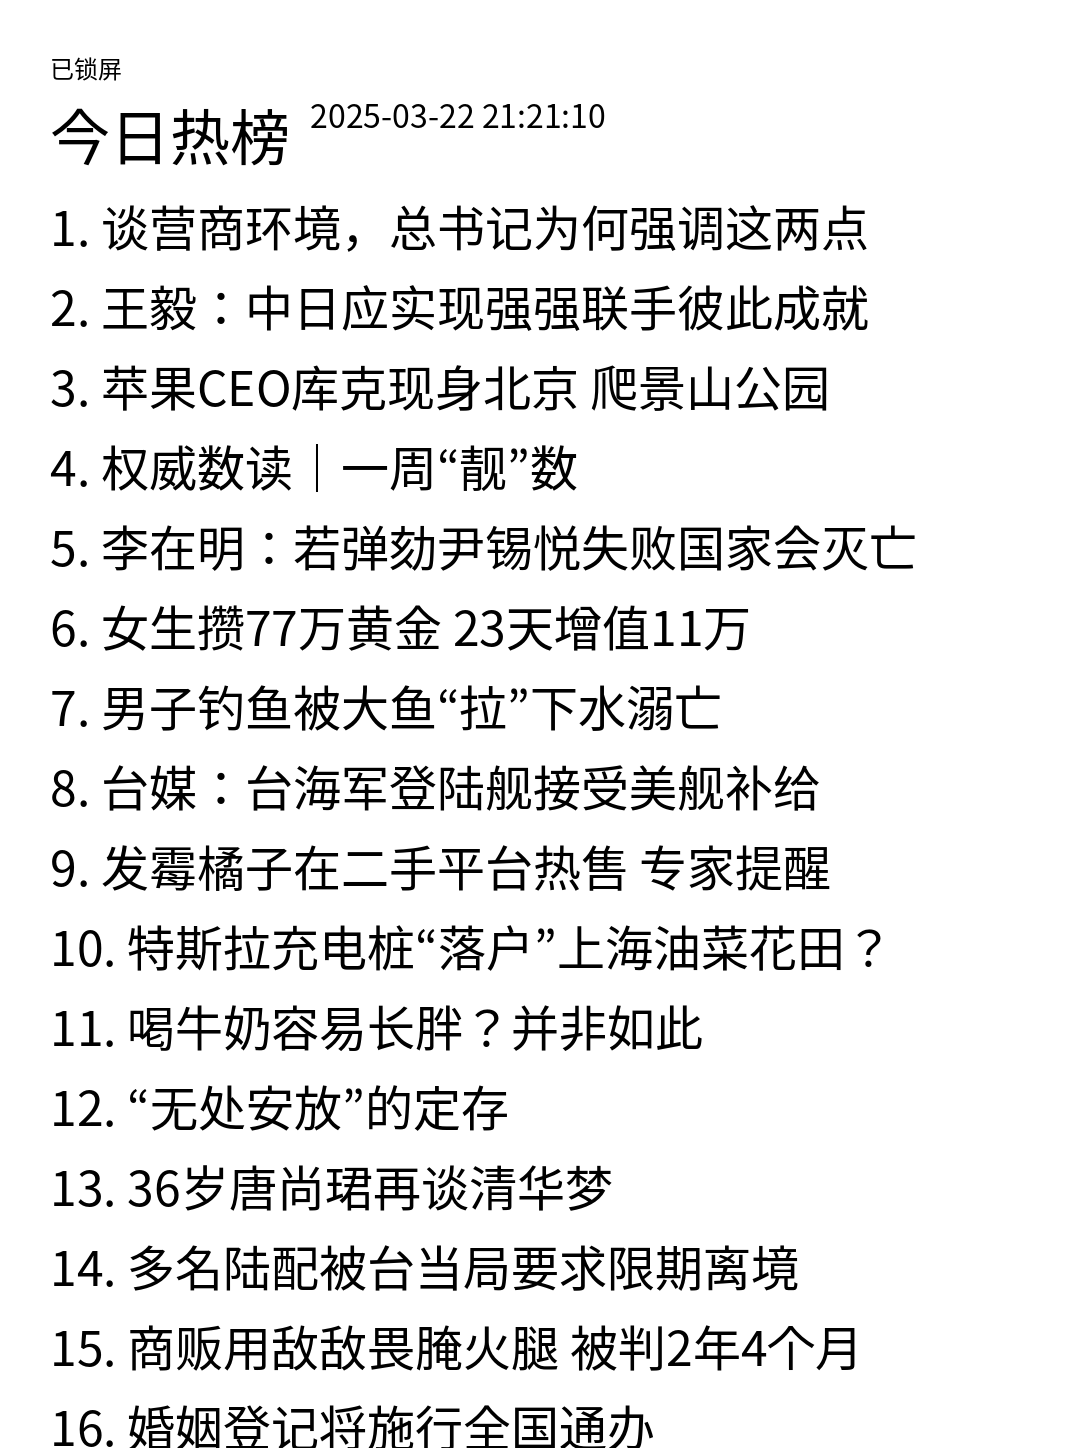 已锁屏
今日热榜 2025-03-22 21:21:10
1. 谈营商环境，总书记为何强调这两点
2. 王毅：中日应实现强强联手彼此成就
3. 苹果CEO库克现身北京 爬景山公园
4. 权威数读｜一周“靓”数
5. 李在明：若弹劾尹锡悦失败国家会灭亡
6. 女生攒77万黄金 23天增值11万
7. 男子钓鱼被大鱼“拉”下水溺亡
8. 台媒：台海军登陆舰接受美舰补给
9. 发霉橘子在二手平台热售 专家提醒
10. 特斯拉充电桩“落户”上海油菜花田？
11. 喝牛奶容易长胖？并非如此
12. “无处安放”的定存
13. 36岁唐尚珺再谈清华梦
14. 多名陆配被台当局要求限期离境
15. 商贩用敌敌畏腌火腿 被判2年4个月
16. 婚姻登记将施行全国通办